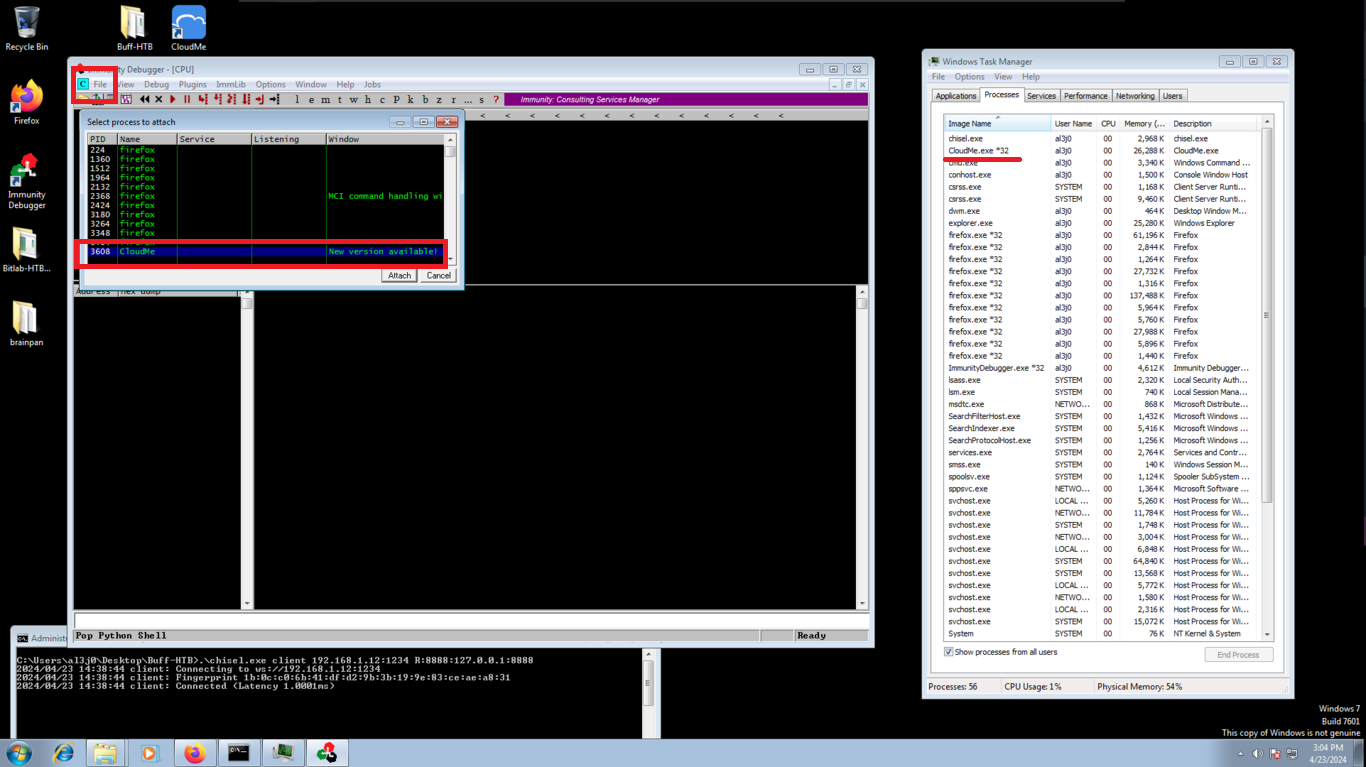 Recycle Bin
Buff-HTB
CloudMe
Firefox
Immunity Debugger
Bitlab-HTB...
brainpan
Debugger - [CPU]
File View Debug Plugins ImmLib Options Window Help Jobs
l e m t w h c P k b z r ... s ?
Immunity: Consulting Services Manager
Select process to attach
PID Name Service Listening Window
224 firefox
1360 firefox
1512 firefox
1964 firefox
2132 firefox
2368 firefox MCI command handling wi
2424 firefox
3180 firefox
3264 firefox
3348 firefox
3608 CloudMe New version available!
Attach Cancel
Address Hex dump
Pop Python Shell
Ready
Administ
C:\Users\al3j0\Desktop\Buff-HTB>.\chisel.exe client 192.168.1.12:1234 R:8888:127.0.0.1:8888
2024/04/23 14:38:44 client: Connecting to ws://192.168.1.12:1234
2024/04/23 14:38:44 client: Fingerprint 1b:0c:c0:6b:41:df:d2:9b:3b:19:9e:83:ce:ae:a8:31
2024/04/23 14:38:44 client: Connected (Latency 1.0001ms)
Windows Task Manager
File Options View Help
Applications Processes Services Performance Networking Users
Image Name User Name CPU Memory (... Description
chisel.exe al3j0 00 2,968 K chisel.exe
CloudMe.exe *32 al3j0 00 26,288 K CloudMe.exe
cmd.exe al3j0 00 3,340 K Windows Command ...
conhost.exe al3j0 00 1,500 K Console Window Host
csrss.exe SYSTEM 00 1,168 K Client Server Runti...
csrss.exe SYSTEM 00 9,460 K Client Server Runti...
dwm.exe al3j0 00 464 K Desktop Window M...
explorer.exe al3j0 00 25,280 K Windows Explorer
firefox.exe *32 al3j0 00 61,196 K Firefox
firefox.exe *32 al3j0 00 2,844 K Firefox
firefox.exe *32 al3j0 00 1,264 K Firefox
firefox.exe *32 al3j0 00 27,732 K Firefox
firefox.exe *32 al3j0 00 1,316 K Firefox
firefox.exe *32 al3j0 00 137,488 K Firefox
firefox.exe *32 al3j0 00 5,964 K Firefox
firefox.exe *32 al3j0 00 5,760 K Firefox
firefox.exe *32 al3j0 00 27,988 K Firefox
firefox.exe *32 al3j0 00 5,896 K Firefox
firefox.exe *32 al3j0 00 1,440 K Firefox
ImmunityDebugger.exe *32 al3j0 00 4,612 K Immunity Debugger...
lsass.exe SYSTEM 00 2,320 K Local Security Auth...
lsm.exe SYSTEM 00 740 K Local Session Mana...
msdtc.exe NETWO... 00 868 K Microsoft Distribute...
SearchFilterHost.exe SYSTEM 00 1,432 K Microsoft Windows ...
SearchIndexer.exe SYSTEM 00 5,416 K Microsoft Windows ...
SearchProtocolHost.exe SYSTEM 00 1,256 K Microsoft Windows ...
services.exe SYSTEM 00 2,764 K Services and Contr...
smss.exe SYSTEM 00 140 K Windows Session M...
spoolsv.exe SYSTEM 00 1,124 K Spooler SubSystem ...
sppsvc.exe NETWO... 00 1,364 K Microsoft Software ...
svchost.exe LOCAL ... 00 5,260 K Host Process for Wi...
svchost.exe NETWO... 00 11,784 K Host Process for Wi...
svchost.exe SYSTEM 00 1,748 K Host Process for Wi...
svchost.exe NETWO... 00 3,004 K Host Process for Wi...
svchost.exe LOCAL ... 00 6,848 K Host Process for Wi...
svchost.exe SYSTEM 00 64,840 K Host Process for Wi...
svchost.exe SYSTEM 00 13,568 K Host Process for Wi...
svchost.exe LOCAL ... 00 5,772 K Host Process for Wi...
svchost.exe NETWO... 00 1,580 K Host Process for Wi...
svchost.exe LOCAL ... 00 2,316 K Host Process for Wi...
svchost.exe SYSTEM 00 15,072 K Host Process for Wi...
System SYSTEM 00 76 K NT Kernel & System
Show processes from all users
End Process
Processes: 56 CPU Usage: 1% Physical Memory: 54%
Windows 7
Build 7601
This copy of Windows is not genuine
3:04 PM
4/23/2024